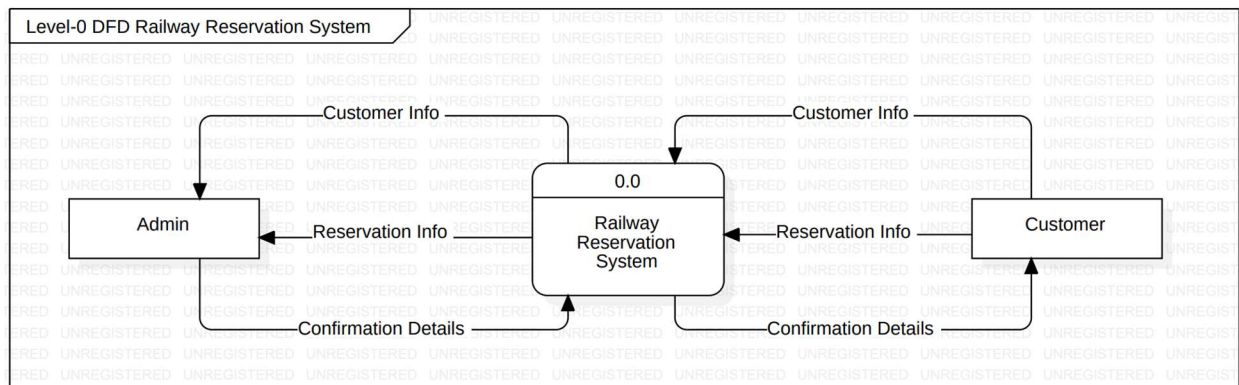 Level-0 DFD Railway Reservation System
Customer Info
Customer Info
0.0
Admin
Reservation Info
Railway
Reservation
System
Reservation Info
Customer
Confirmation Details
Confirmation Details
UNREGISTERED